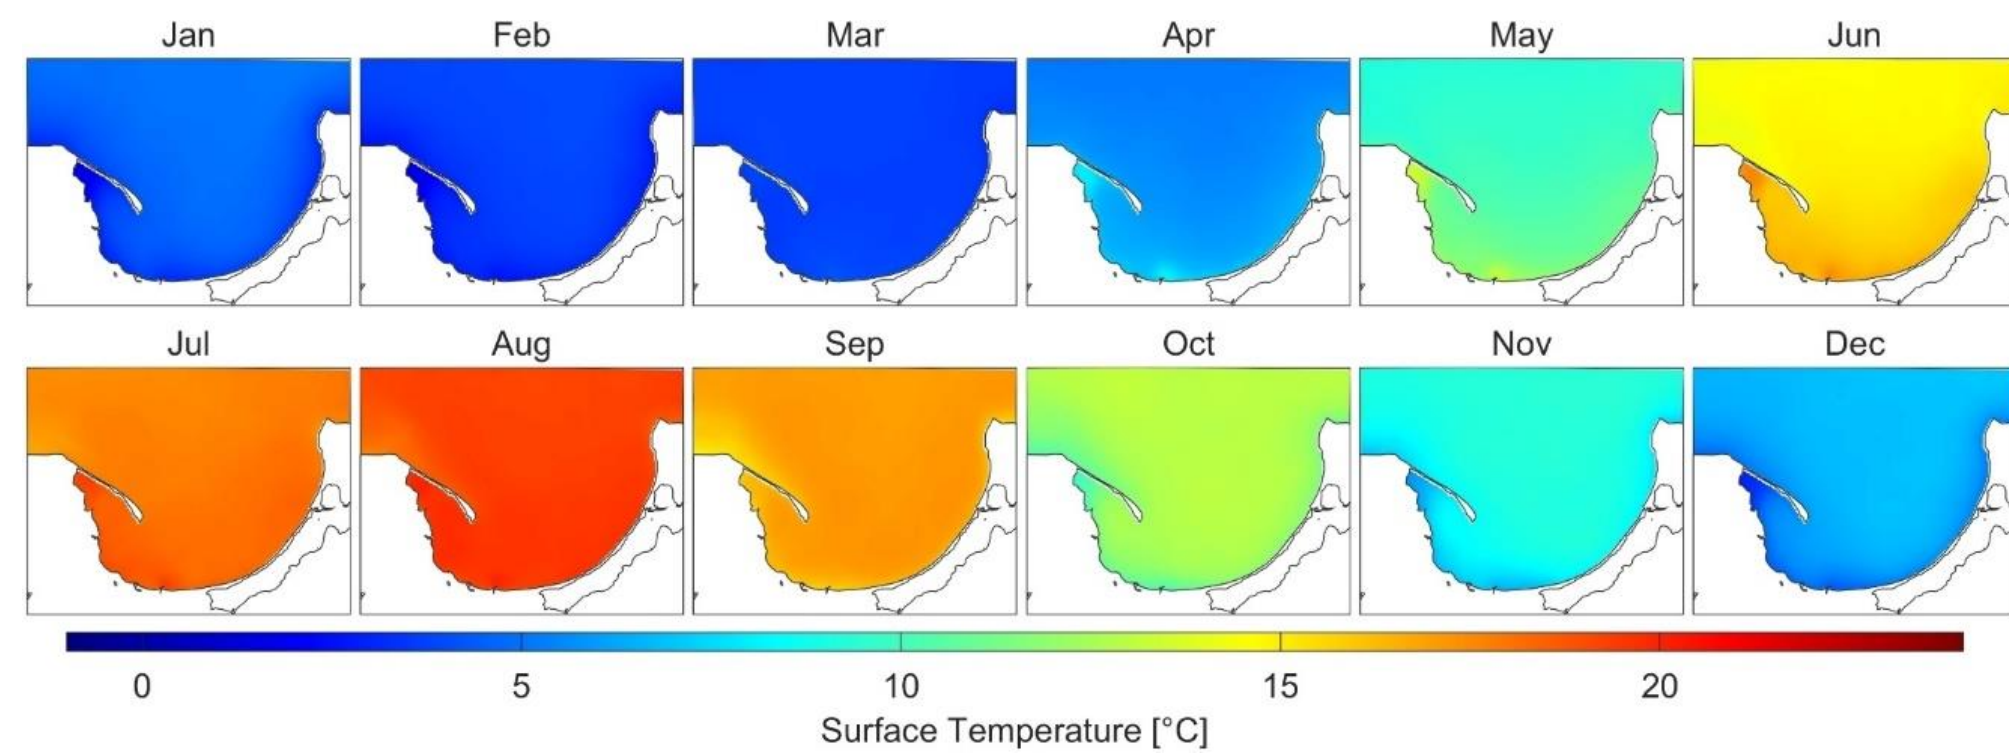 Jan Feb Mar Apr May Jun
Jul Aug Sep Oct Nov Dec
0 5 10 15 20
Surface Temperature [°C]